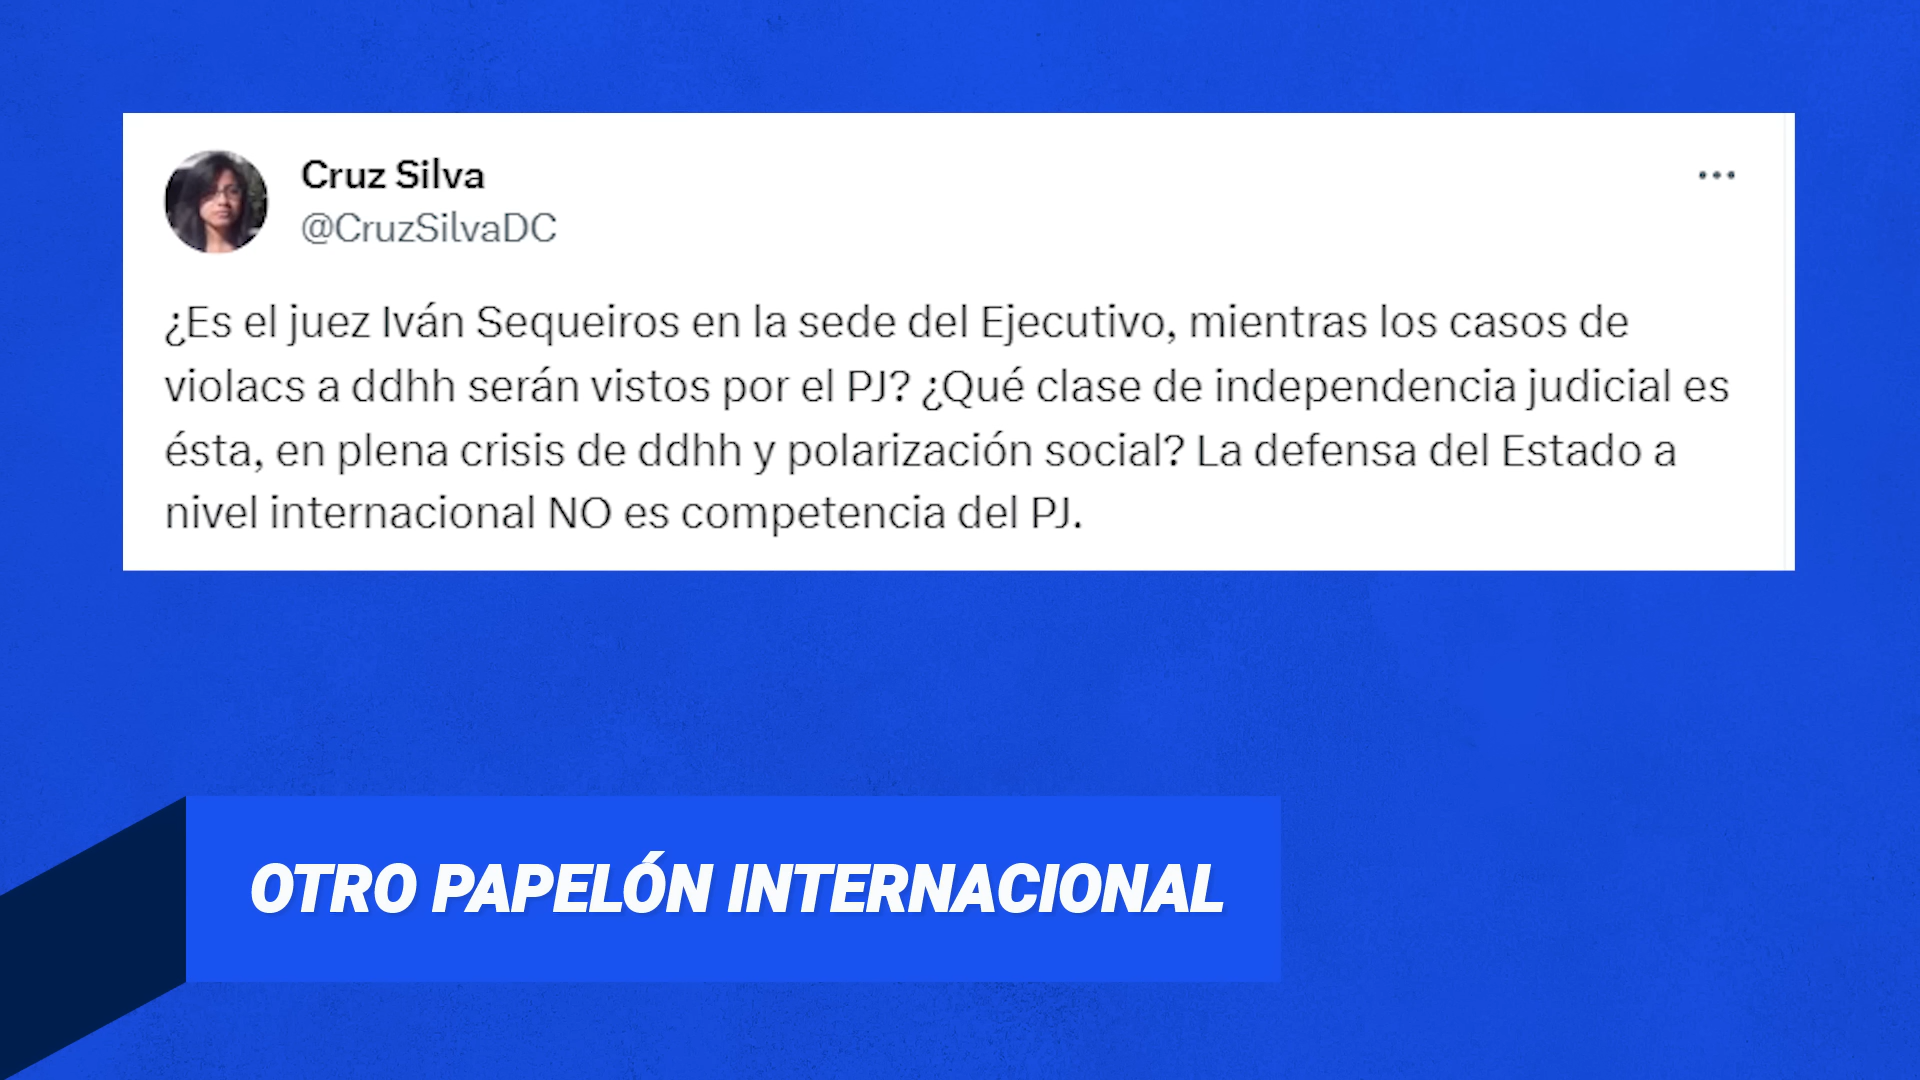 Cruz Silva
@CruzSilvaDC
¿Es el juez Iván Sequeiros en la sede del Ejecutivo, mientras los casos de
violacs a ddhh serán vistos por el PJ? ¿Qué clase de independencia judicial es
ésta, en plena crisis de ddhh y polarización social? La defensa del Estado a
nivel internacional NO es competencia del PJ.
OTRO PAPELÓN INTERNACIONAL